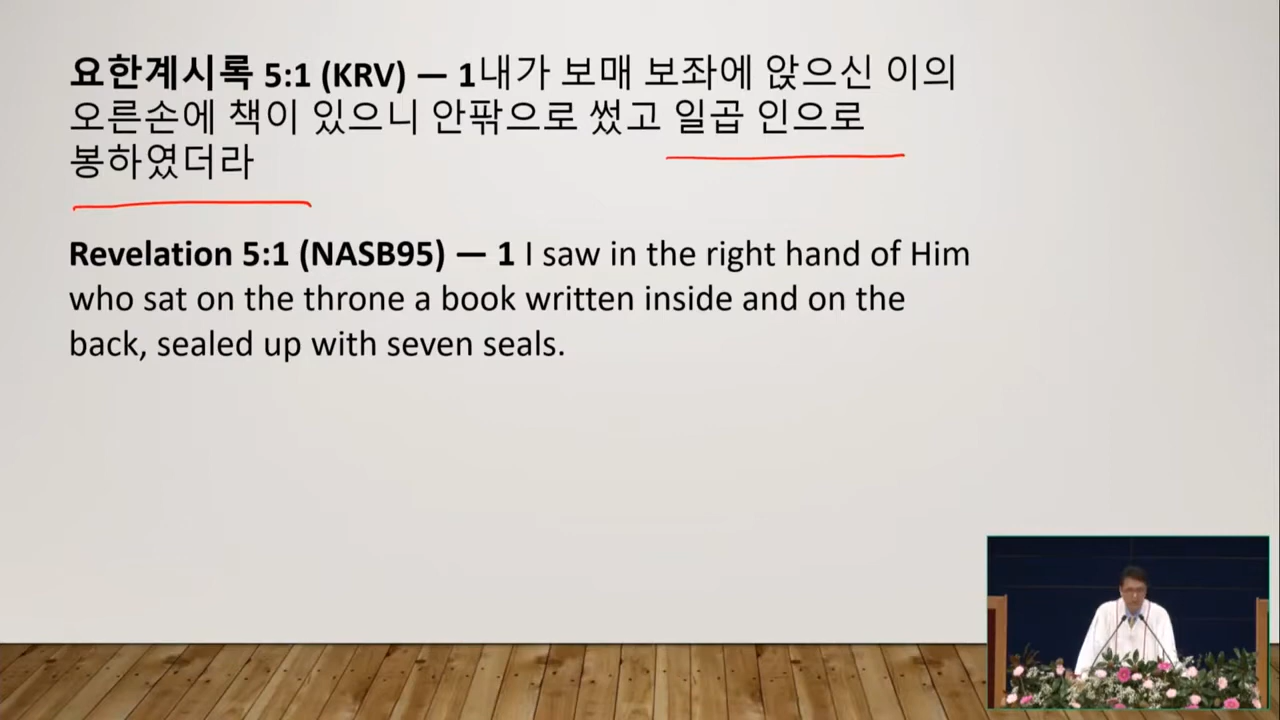 요한계시록 5:1 (KRV) — 1내가 보매 보좌에 앉으신 이의
오른손에 책이 있으니 안팎으로 썼고 일곱 인으로
봉하였더라
Revelation 5:1 (NASB95) — 1 I saw in the right hand of Him
who sat on the throne a book written inside and on the
back, sealed up with seven seals.